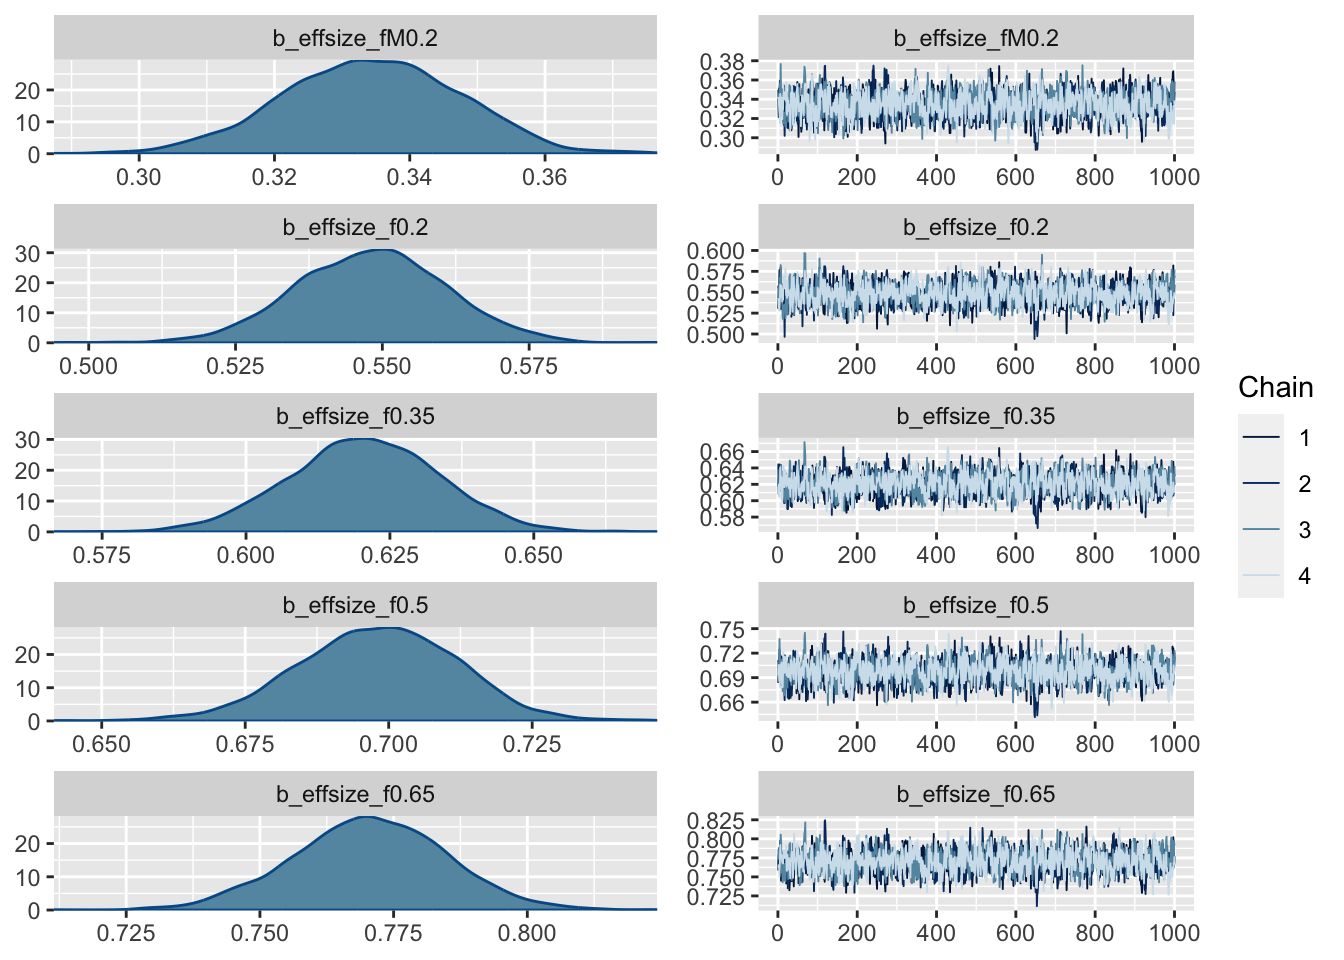 b_effsize_fM0.2
20
10
0
0.30 0.32 0.34 0.36
b_effsize_fM0.2
0.38
0.36
0.34
0.32
0.30
0 200 400 600 800 1000
b_effsize_f0.2
30
20
10
0
0.500 0.525 0.550 0.575
b_effsize_f0.2
0.600
0.575
0.550
0.525
0.500
0 200 400 600 800 1000
b_effsize_f0.35
30
20
10
0
0.575 0.600 0.625 0.650
b_effsize_f0.35
0.66
0.64
0.62
0.60
0.58
0 200 400 600 800 1000
b_effsize_f0.5
20
10
0
0.650 0.675 0.700 0.725
b_effsize_f0.5
0.75
0.72
0.69
0.66
0 200 400 600 800 1000
b_effsize_f0.65
20
10
0
0.725 0.750 0.775 0.800
b_effsize_f0.65
0.825
0.800
0.775
0.750
0.725
0 200 400 600 800 1000
Chain
1
2
3
4